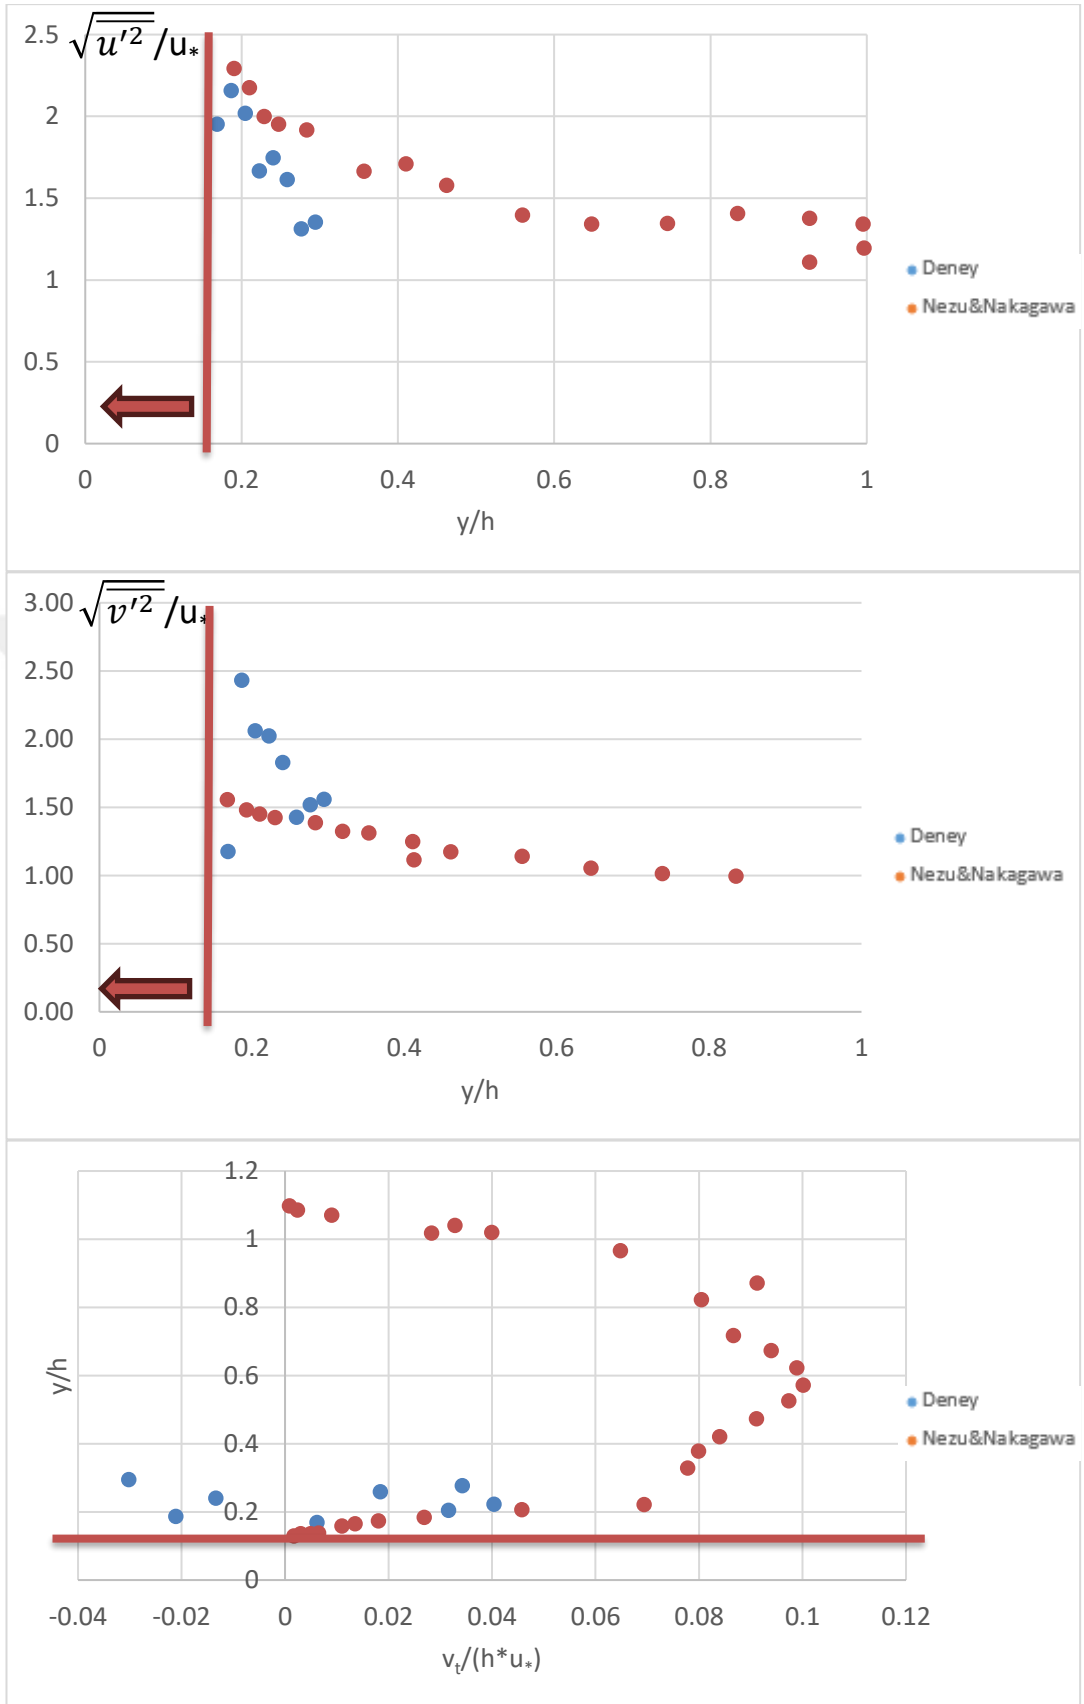 √u′² /u*
2.5
2
1.5
1
0.5
0
0 0.2 0.4 0.6 0.8 1
y/h
Deney
Nezu&Nakagawa
√v′² /u*
3.00
2.50
2.00
1.50
1.00
0.50
0.00
0 0.2 0.4 0.6 0.8 1
y/h
Deney
Nezu&Nakagawa
1.2
1
0.8
0.6
0.4
0.2
0
y/h
-0.04 -0.02 0 0.02 0.04 0.06 0.08 0.1 0.12
vt/(h*u*)
Deney
Nezu&Nakagawa